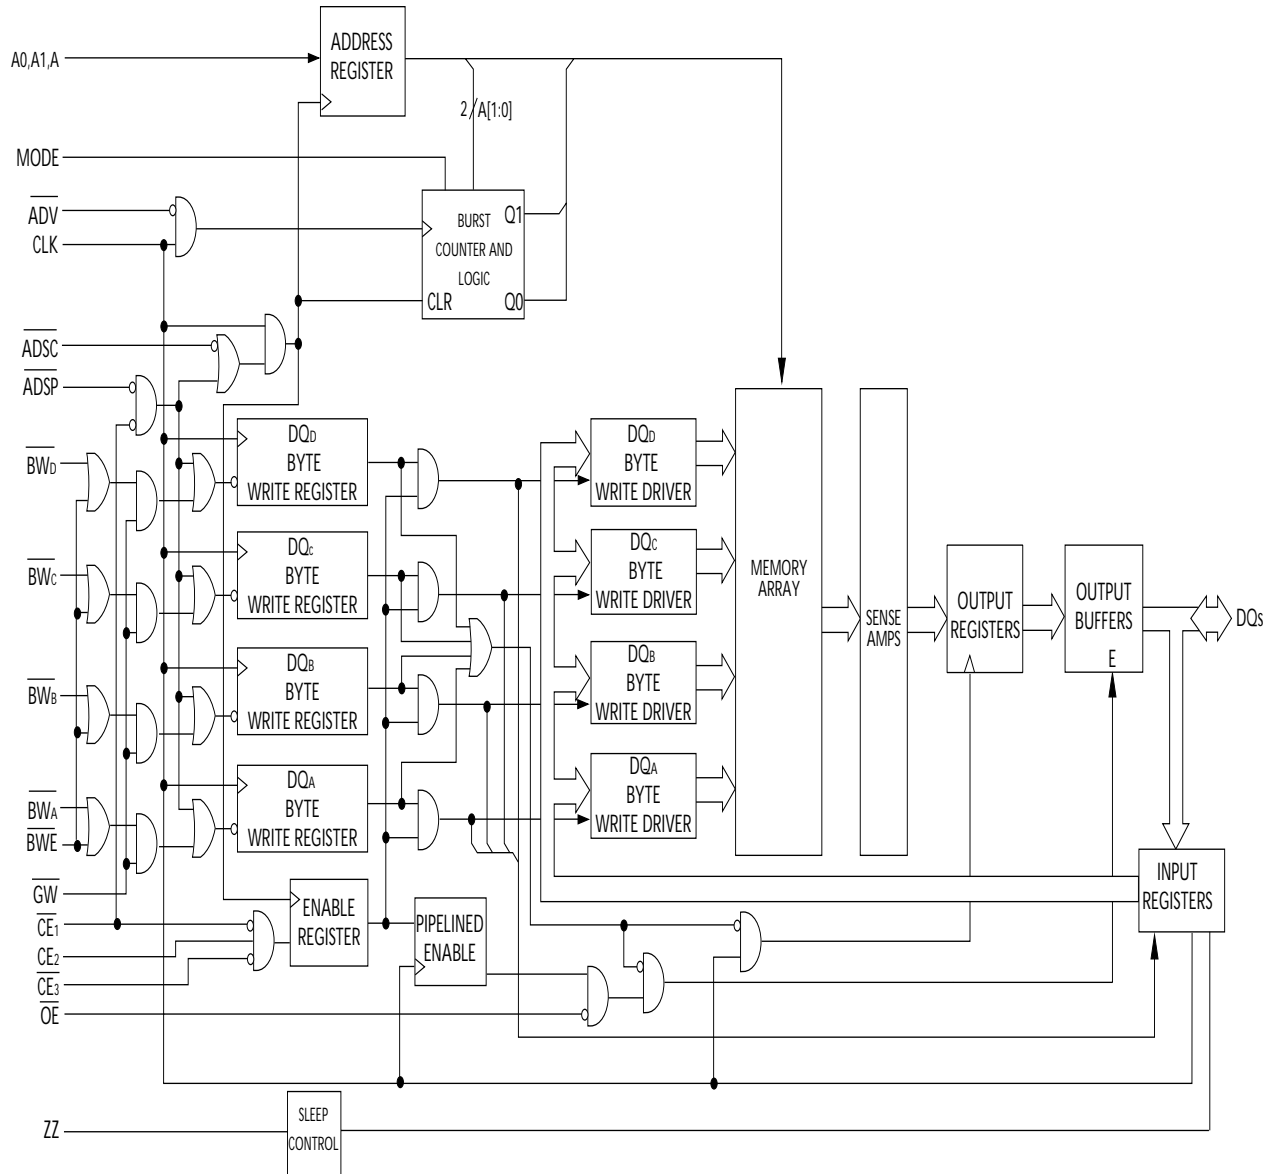 ADDRESS
REGISTER
A0,A1,A
2
A[1:0]
MODE
ADV
CLK
BURST
COUNTER AND
LOGIC
Q1
CLR
Q0
ADSC
ADSP
BWD
DQD
BYTE
WRITE REGISTER
DQD
BYTE
WRITE DRIVER
BWC
DQc
BYTE
WRITE REGISTER
DQC
BYTE
WRITE DRIVER
MEMORY
ARRAY
SENSE
AMPS
OUTPUT
REGISTERS
OUTPUT
BUFFERS
E
DQs
BWB
DQB
BYTE
WRITE REGISTER
DQB
BYTE
WRITE DRIVER
BWA
BWE
DQA
BYTE
WRITE REGISTER
DQA
BYTE
WRITE DRIVER
GW
CE1
CE2
CE3
OE
ENABLE
REGISTER
PIPELINED
ENABLE
INPUT
REGISTERS
ZZ
SLEEP
CONTROL